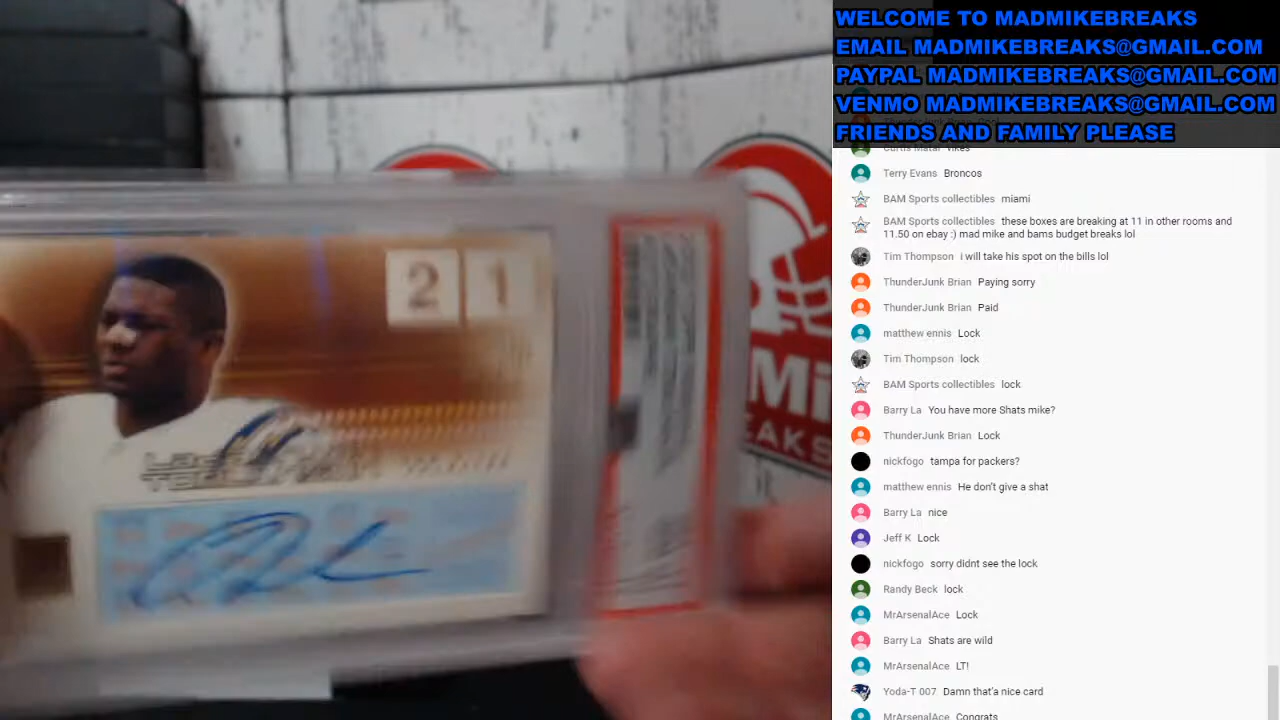 WELCOME TO MADMIKEBREAKS
EMAIL MADMIKEBREAKS@GMAIL.COM
PAYPAL MADMIKEBREAKS@GMAIL.COM
VENMO MADMIKEBREAKS@GMAIL.COM
FRIENDS AND FAMILY PLEASE
Curtis Matar vikes
Terry Evans Broncos
BAM Sports collectibles miami
BAM Sports collectibles these boxes are breaking at 11 in other rooms and
11.50 on ebay :) mad mike and bams budget breaks lol
Tim Thompson i will take his spot on the bills lol
ThunderJunk Brian Paying sorry
ThunderJunk Brian Paid
matthew ennis Lock
Tim Thompson lock
BAM Sports collectibles lock
Barry La You have more Shats mike?
ThunderJunk Brian Lock
nickfogo tampa for packers?
matthew ennis He don't give a shat
Barry La nice
Jeff K Lock
nickfogo sorry didnt see the lock
Randy Beck lock
MrArsenalAce Lock
Barry La Shats are wild
MrArsenalAce LT!
Yoda-T 007 Damn that'a nice card
MrArsenalAce Congrats
21